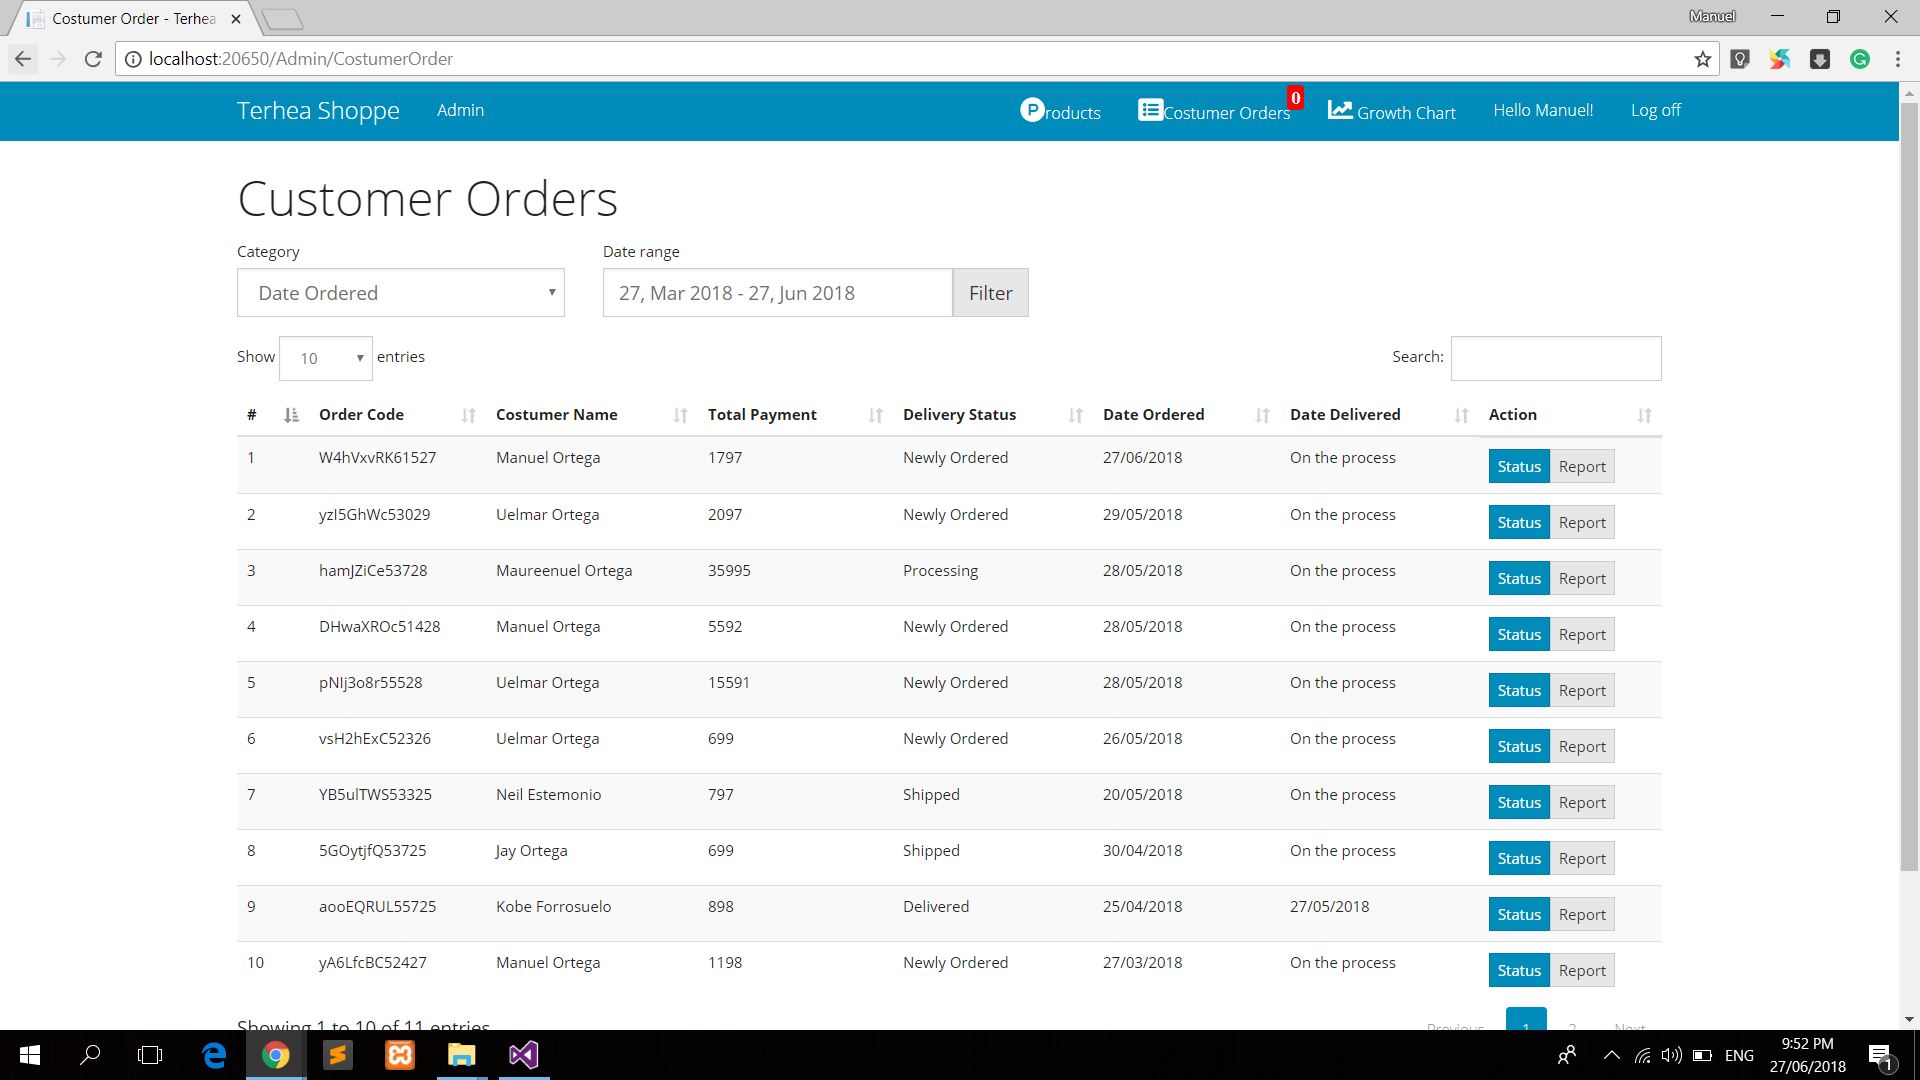 Costumer Order - Terhea
Manuel
localhost:20650/Admin/CostumerOrder
Terhea Shoppe Admin Products Costumer Orders 0 Growth Chart Hello Manuel! Log off
Customer Orders
Category Date range
Date Ordered 27, Mar 2018 - 27, Jun 2018 Filter
Show 10 entries Search:
# Order Code Costumer Name Total Payment Delivery Status Date Ordered Date Delivered Action
1 W4hVxvRK61527 Manuel Ortega 1797 Newly Ordered 27/06/2018 On the process Status Report
2 yzI5GhWc53029 Uelmar Ortega 2097 Newly Ordered 29/05/2018 On the process Status Report
3 hamJZiCe53728 Maureenuel Ortega 35995 Processing 28/05/2018 On the process Status Report
4 DHwaXROc51428 Manuel Ortega 5592 Newly Ordered 28/05/2018 On the process Status Report
5 pNIj3o8r55528 Uelmar Ortega 15591 Newly Ordered 28/05/2018 On the process Status Report
6 vsH2hExC52326 Uelmar Ortega 699 Newly Ordered 26/05/2018 On the process Status Report
7 YB5ulTWS53325 Neil Estemonio 797 Shipped 20/05/2018 On the process Status Report
8 5GOytjfQ53725 Jay Ortega 699 Shipped 30/04/2018 On the process Status Report
9 aooEQRUL55725 Kobe Forrosuelo 898 Delivered 25/04/2018 27/05/2018 Status Report
10 yA6LfcBC52427 Manuel Ortega 1198 Newly Ordered 27/03/2018 On the process Status Report
Showing 1 to 10 of 11 entries Previous 1 2 Next
ENG 9:52 PM
27/06/2018 1